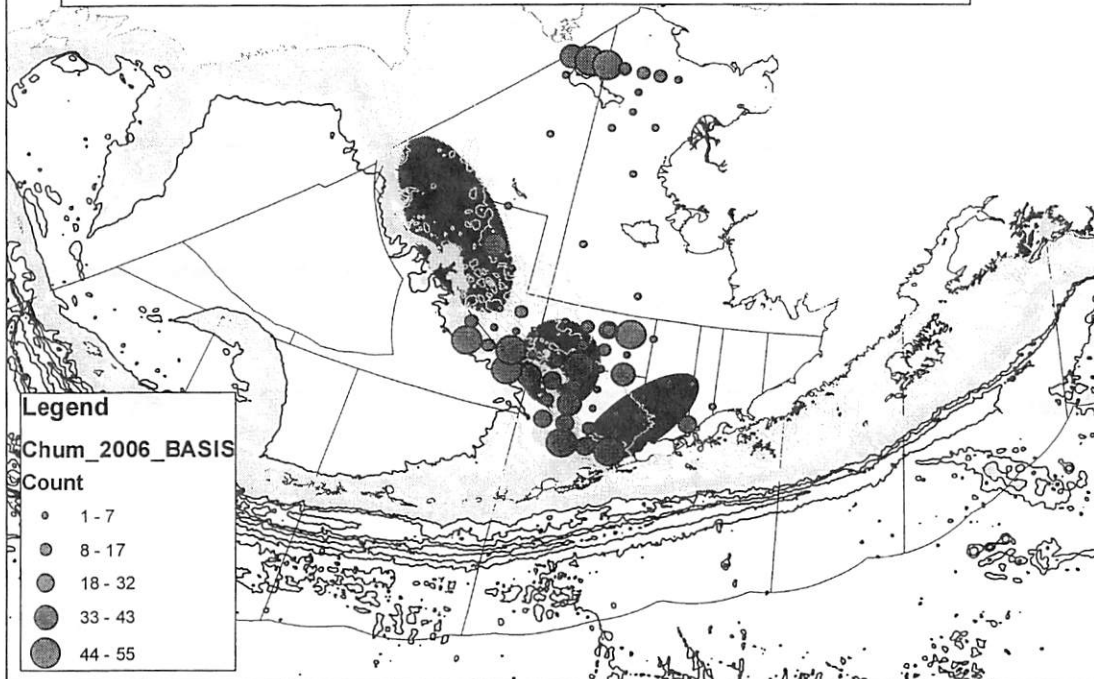 Legend
Chum_2006_BASIS
Count
1 - 7
8 - 17
18 - 32
33 - 43
44 - 55